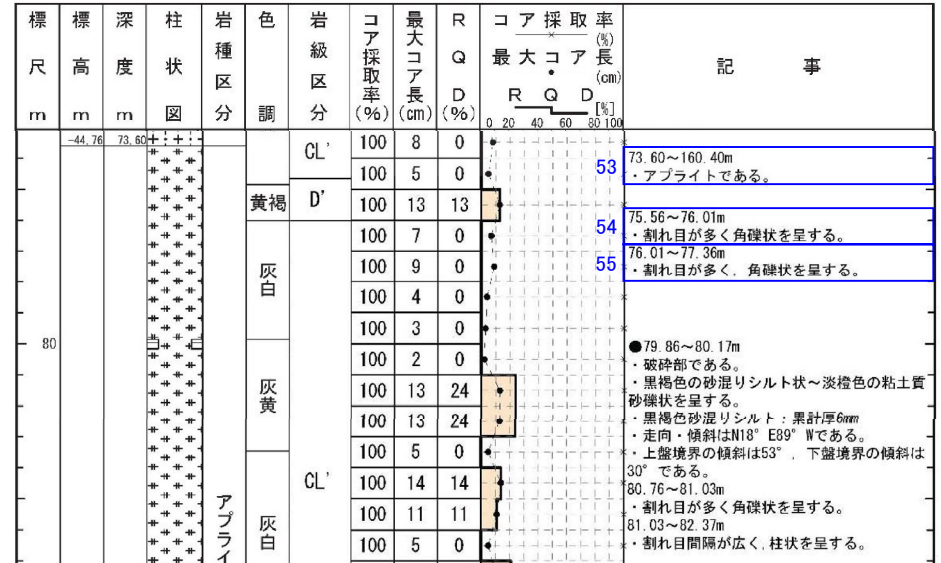 標尺m
標高m
深度m
柱状図
岩種区分
色調
岩級区分
コア採取率(%)
最大コア長(cm)
RQD(%)
コア採取率(%)
最大コア長(cm)
RQD[%]
0 20 40 60 80 100
記事
-44.76 73.60
CL' 100 8 0
100 5 0
黄褐 D' 100 13 13
100 7 0
灰白 100 9 0
100 4 0
100 3 0
80
100 2 0
灰黄 100 13 24
100 13 24
100 5 0
CL' 100 14 14
100 11 11
アプライ
灰白 100 5 0
53
73.60～160.40m
・アプライトである。
54
75.56～76.01m
・割れ目が多く角礫状を呈する。
55
76.01～77.36m
・割れ目が多く, 角礫状を呈する。
●79.86～80.17m
・破砕部である。
・黒褐色の砂混りシルト状～淡橙色の粘土質
砂礫状を呈する。
・黒褐色砂混りシルト：累計厚6mm
・走向・傾斜はN18°E89°Wである。
・上盤境界の傾斜は53°, 下盤境界の傾斜は
30°である。
80.76～81.03m
・割れ目が多く角礫状を呈する。
81.03～82.37m
・割れ目間隔が広く,柱状を呈する。